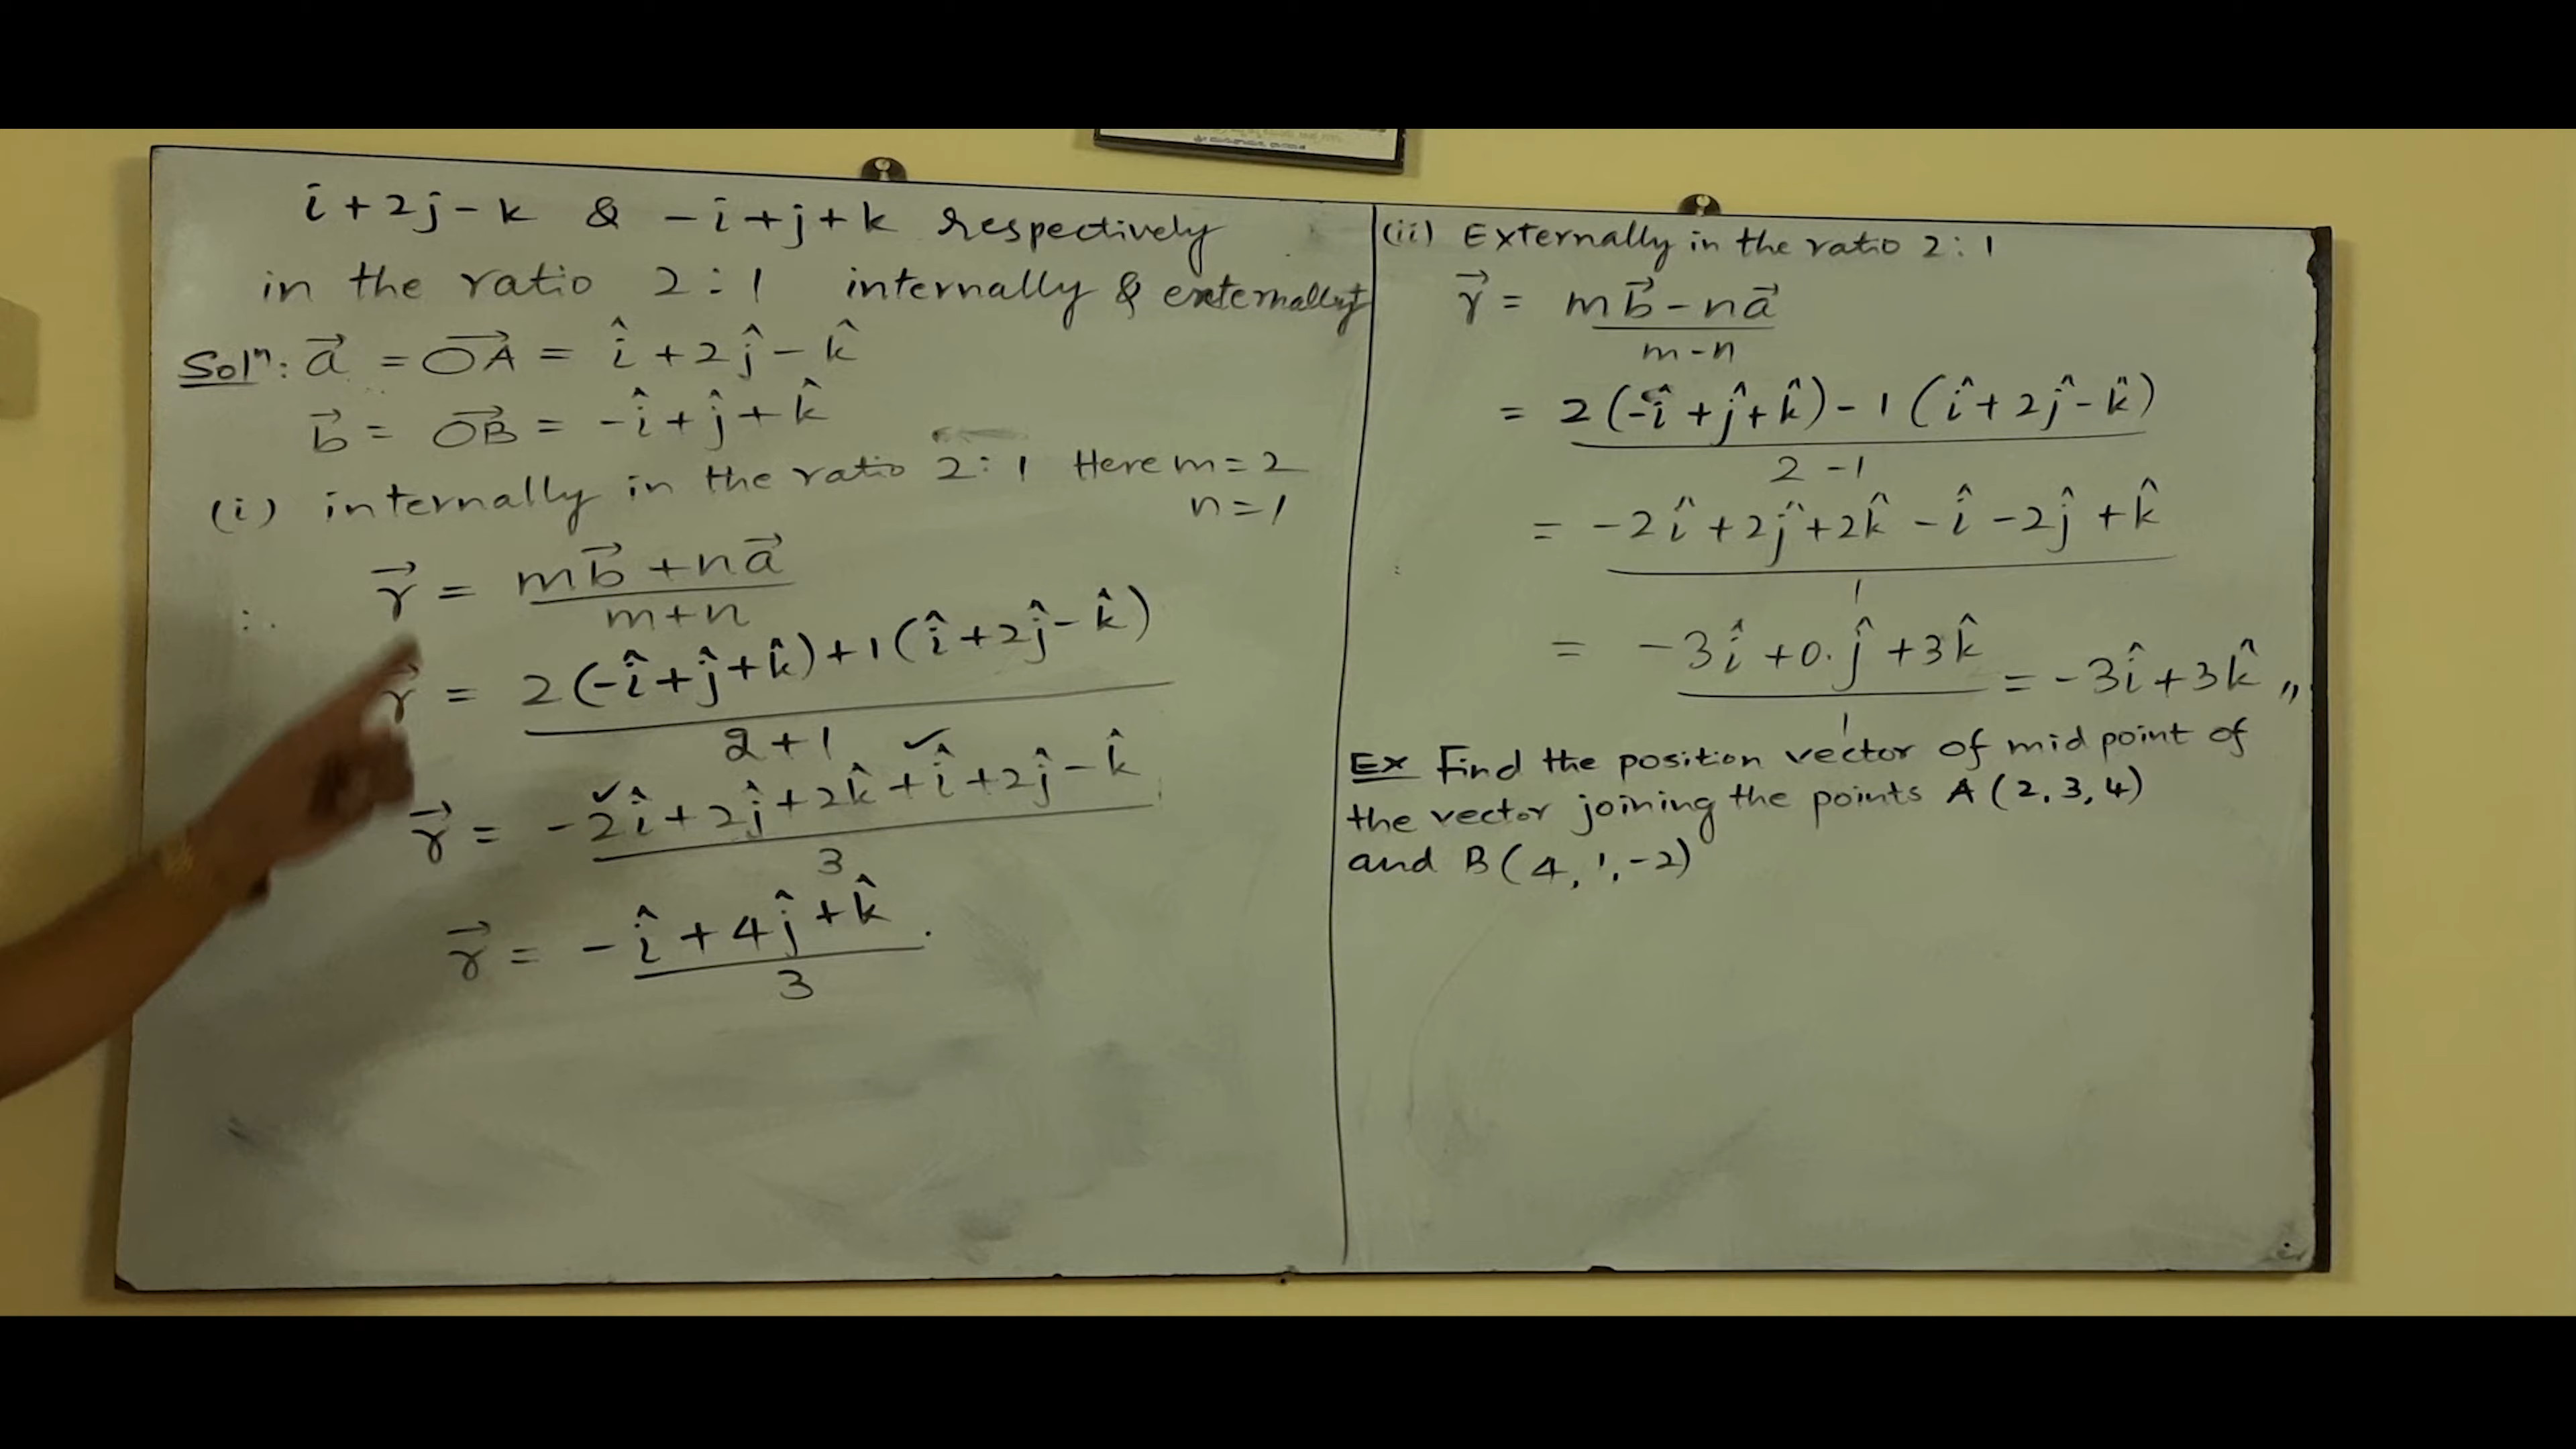 i + 2j - k & - i + j + k respectively
in the ratio 2 : 1 internally & externally
Solⁿ: a⃗ = OA⃗ = î + 2ĵ - k̂
b⃗ = OB⃗ = -î + ĵ + k̂
(i) internally in the ratio 2 : 1 Here m = 2
n = 1
∴ r⃗ = mb⃗ + na⃗
m + n
r⃗ = 2(-î + ĵ + k̂) + 1(î + 2ĵ - k̂)
2 + 1
r⃗ = -2î + 2ĵ + 2k̂ + î + 2ĵ - k̂
3
r⃗ = -î + 4ĵ + k̂ .
3
(ii) Externally in the ratio 2 : 1
r⃗ = mb⃗ - na⃗
m - n
= 2(-î + ĵ + k̂) - 1(î + 2ĵ - k̂)
2 - 1
= -2î + 2ĵ + 2k̂ - î - 2ĵ + k̂
1
= -3î + 0.ĵ + 3k̂ = -3î + 3k̂ ,,
1
Ex Find the position vector of mid point of
the vector joining the points A (2, 3, 4)
and B (4, 1, -2)